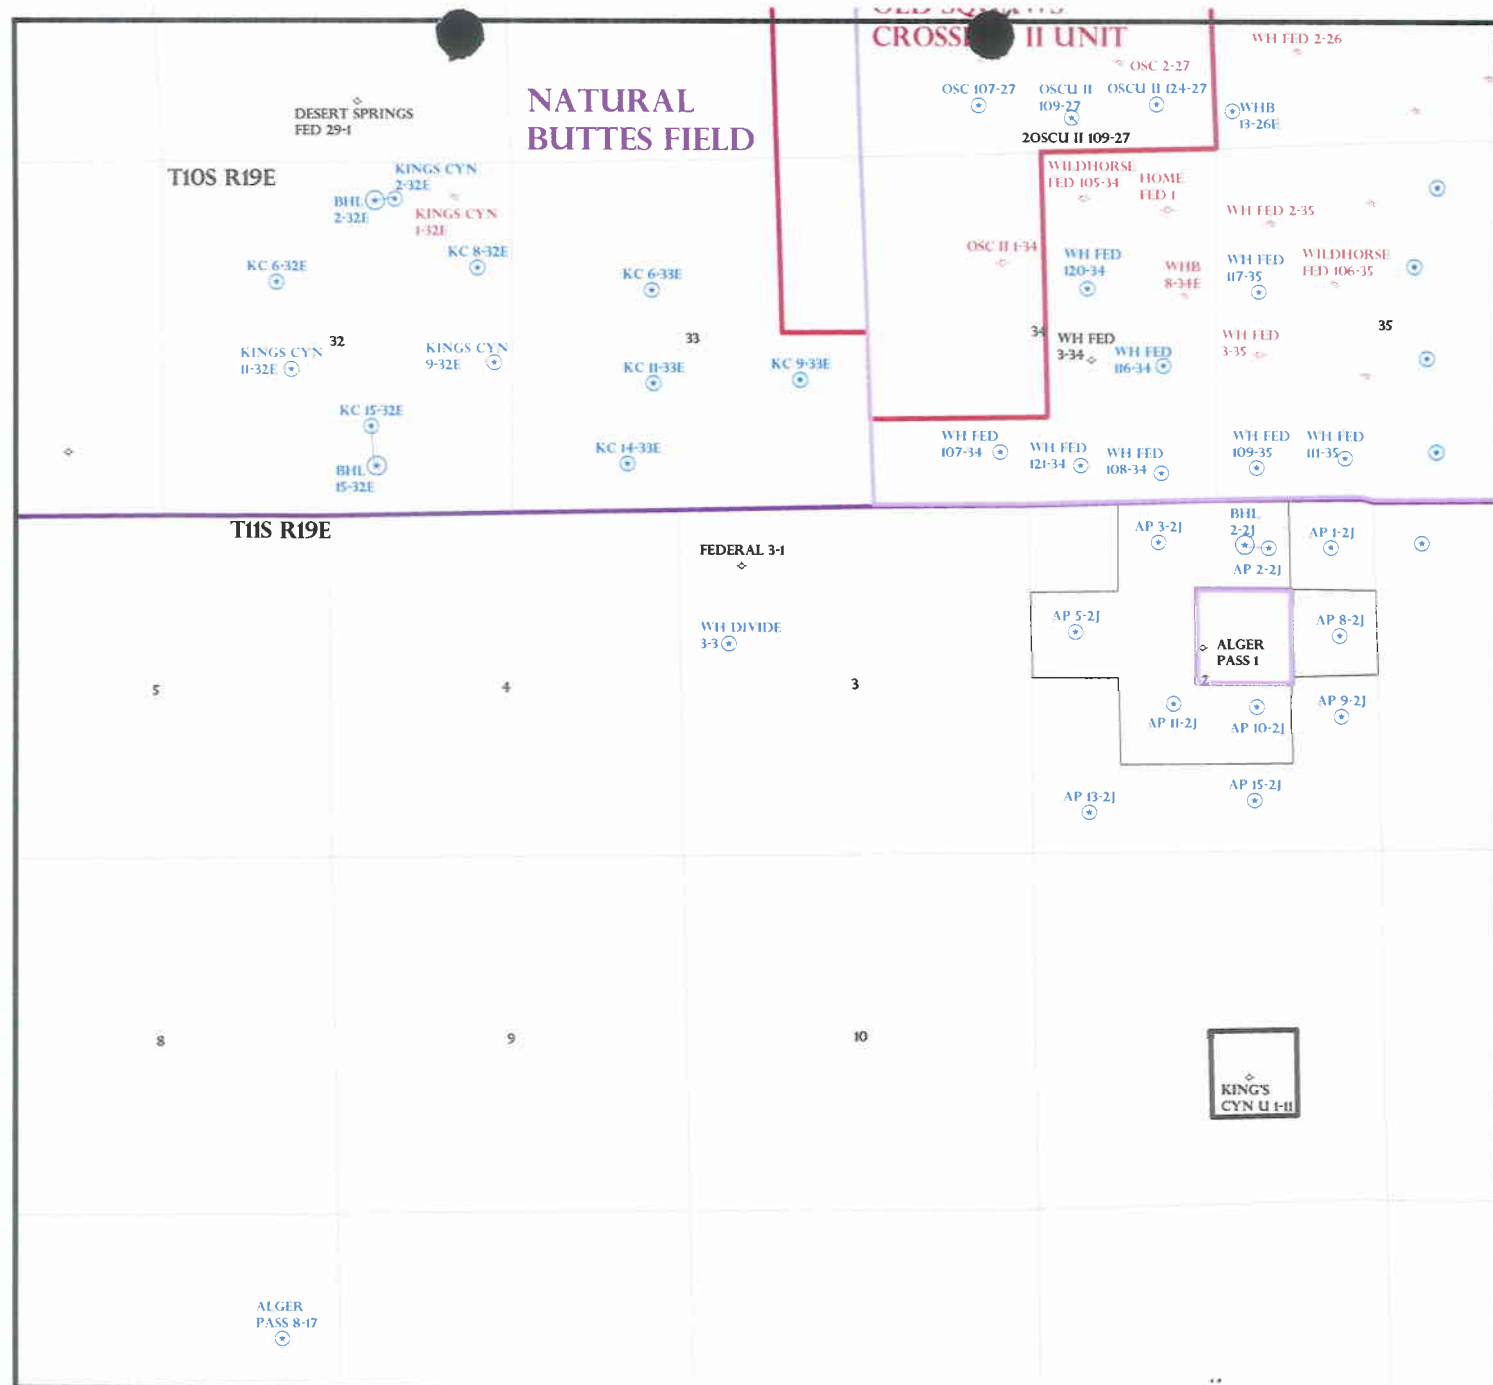 OLD SQUAWS
CROSSING II UNIT
WH FED 2-26
OSC 2-27
NATURAL
BUTTES FIELD
DESERT SPRINGS
FED 29-1
OSC 107-27
OSCU II
109-27
OSCU II 124-27
WHB
13-26E
2OSCU II 109-27
T10S R19E
KINGS CYN
2-32E
BHL
2-32E
KINGS CYN
1-32E
WILDHORSE
FED 105-34
HOME
FED 1
WH FED 2-35
KC 6-32E
KC 8-32E
KC 6-33E
OSC II 1-34
WH FED
120-34
WHB
8-34E
WH FED
117-35
WILDHORSE
FED 106-35
32
33
34
35
KINGS CYN
11-32E
KINGS CYN
9-32E
KC 11-33E
KC 9-33E
WH FED
3-34
WH FED
116-34
WH FED
3-35
KC 15-32E
BHL
15-32E
KC 14-33E
WH FED
107-34
WH FED
121-34
WH FED
108-34
WH FED
109-35
WH FED
111-35
T11S R19E
FEDERAL 3-1
AP 3-2J
BHL
2-2J
AP 1-2J
AP 2-2J
WH DIVIDE
3-3
AP 5-2J
AP 8-2J
ALGER
PASS 1
5
4
3
2
AP 11-2J
AP 10-2J
AP 9-2J
AP 13-2J
AP 15-2J
8
9
10
KING'S
CYN U 1-11
ALGER
PASS 8-17